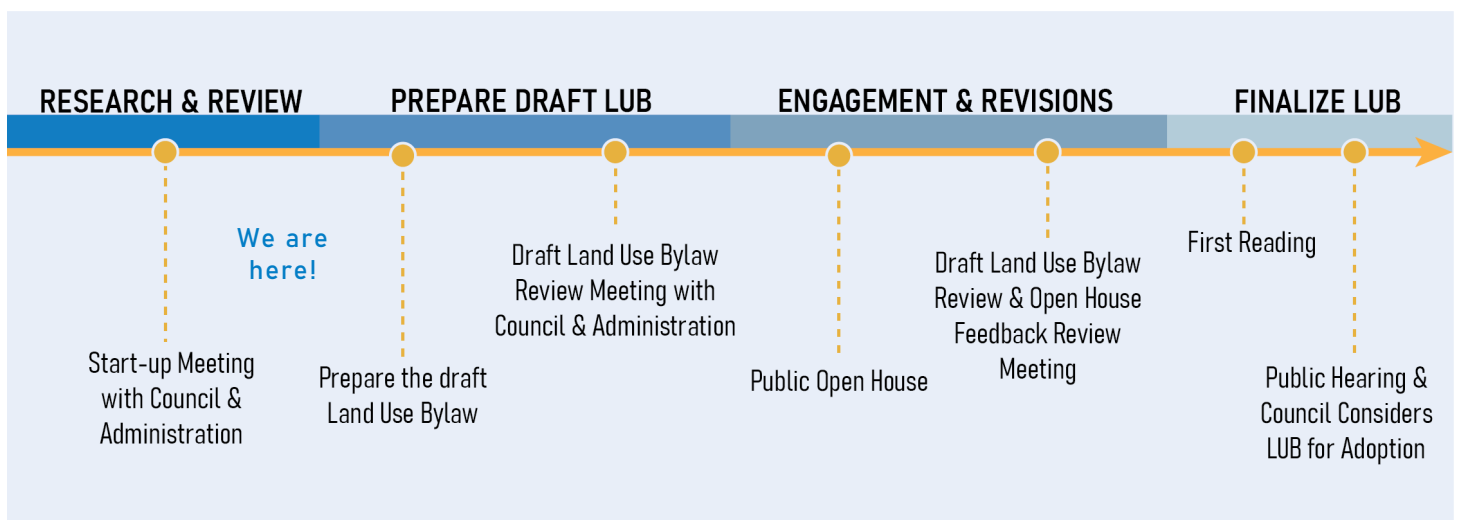 RESEARCH & REVIEW
PREPARE DRAFT LUB
ENGAGEMENT & REVISIONS
FINALIZE LUB
We are
here!
Start-up Meeting
with Council &
Administration
Prepare the draft
Land Use Bylaw
Draft Land Use Bylaw
Review Meeting with
Council & Administration
Public Open House
Draft Land Use Bylaw
Review & Open House
Feedback Review
Meeting
First Reading
Public Hearing &
Council Considers
LUB for Adoption